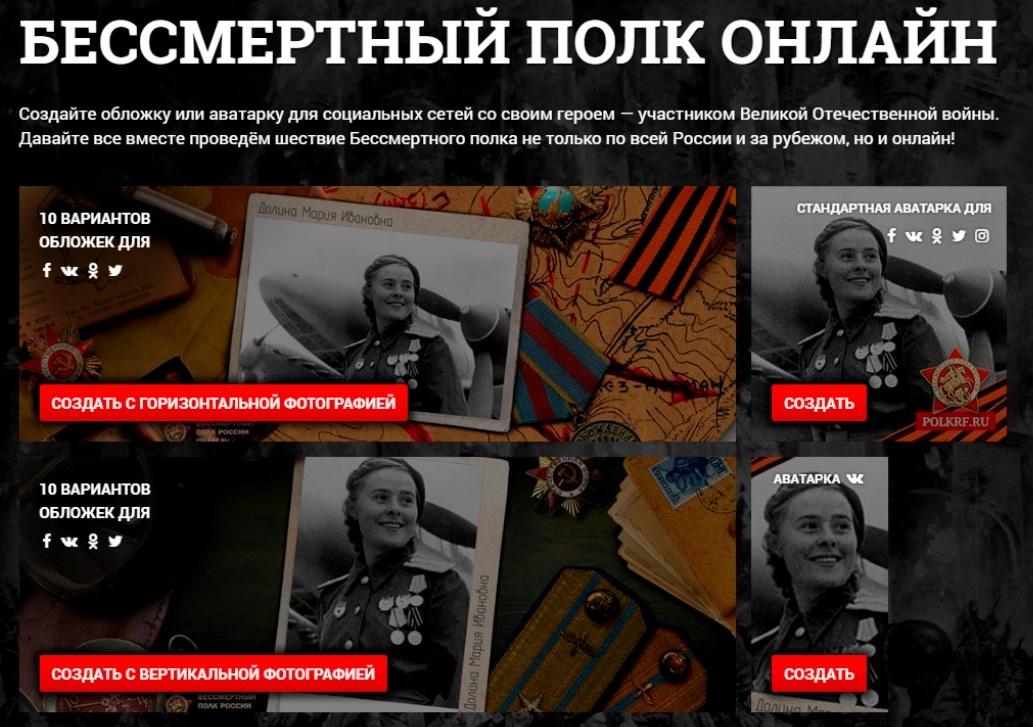 БЕССМЕРТНЫЙ ПОЛК ОНЛАЙН
Создайте обложку или аватарку для социальных сетей со своим героем — участником Великой Отечественной войны.
Давайте все вместе проведём шествие Бессмертного полка не только по всей России и за рубежом, но и онлайн!
10 ВАРИАНТОВ
ОБЛОЖЕК ДЛЯ
Долина Мария Ивановна
СОЗДАТЬ С ГОРИЗОНТАЛЬНОЙ ФОТОГРАФИЕЙ
СТАНДАРТНАЯ АВАТАРКА ДЛЯ
СОЗДАТЬ
POLKRF.RU
10 ВАРИАНТОВ
ОБЛОЖЕК ДЛЯ
Долина Мария Ивановна
СОЗДАТЬ С ВЕРТИКАЛЬНОЙ ФОТОГРАФИЕЙ
БЕССМЕРТНЫЙ
ПОЛК РОССИИ
АВАТАРКА
СОЗДАТЬ